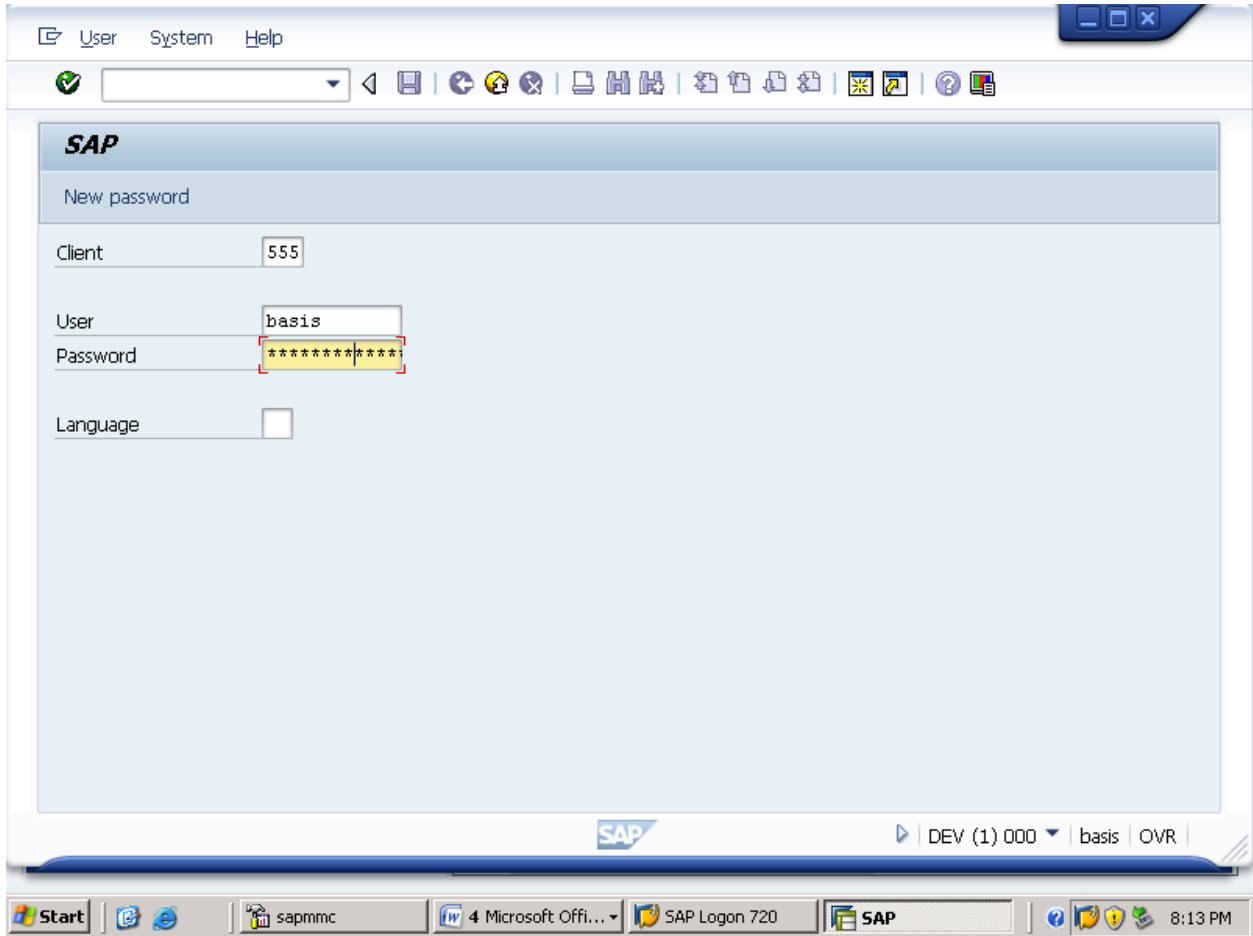 User System Help
SAP
New password
Client 555
User basis
Password *************
Language
SAP DEV (1) 000 basis OVR
Start sapmmc 4 Microsoft Offi... SAP Logon 720 SAP 8:13 PM